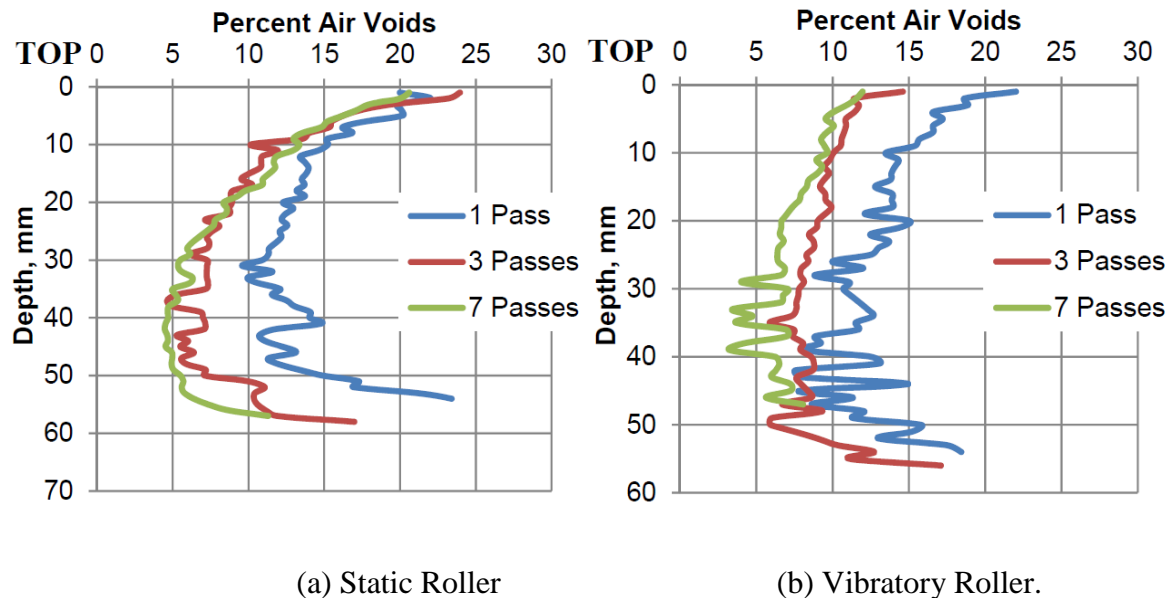 Percent Air Voids
TOP 0 5 10 15 20 25 30
0
10
20
30
40
50
60
70
Depth, mm
1 Pass
3 Passes
7 Passes
(a) Static Roller
Percent Air Voids
TOP 0 5 10 15 20 25 30
0
10
20
30
40
50
60
Depth, mm
1 Pass
3 Passes
7 Passes
(b) Vibratory Roller.